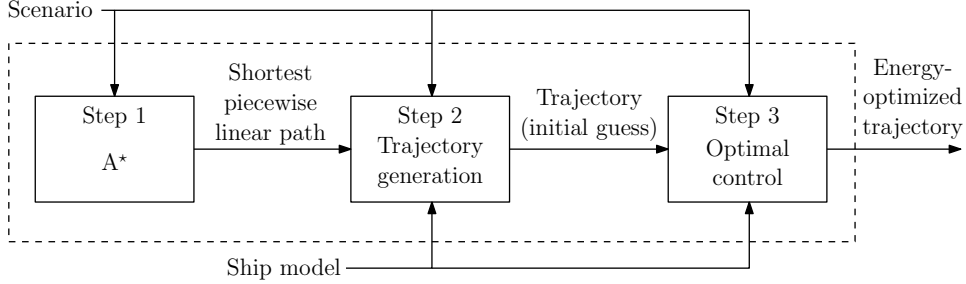 Scenario
Step 1
A⋆
Shortest
piecewise
linear path
Step 2
Trajectory
generation
Trajectory
(initial guess)
Step 3
Optimal
control
Energy-
optimized
trajectory
Ship model